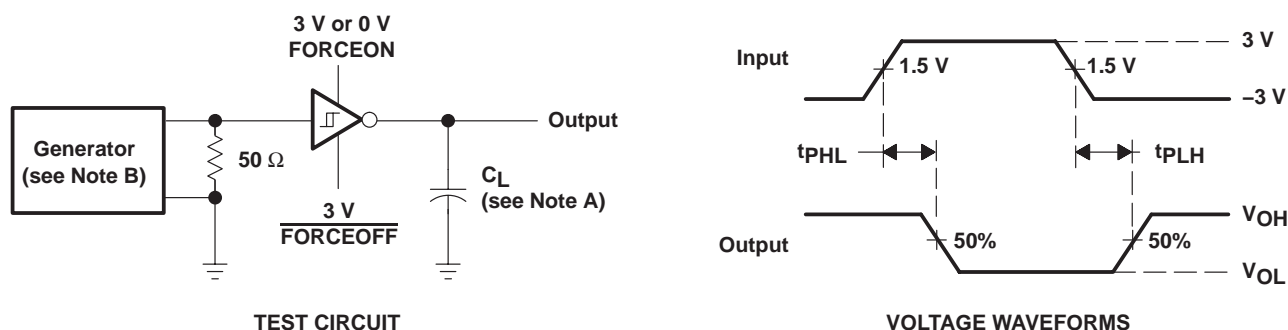 3 V or 0 V
FORCEON
Generator
(see Note B)
50 Ω
Output
CL
(see Note A)
3 V
FORCEOFF
TEST CIRCUIT
Input
3 V
1.5 V
1.5 V
–3 V
tPHL
tPLH
Output
VOH
50%
50%
VOL
VOLTAGE WAVEFORMS